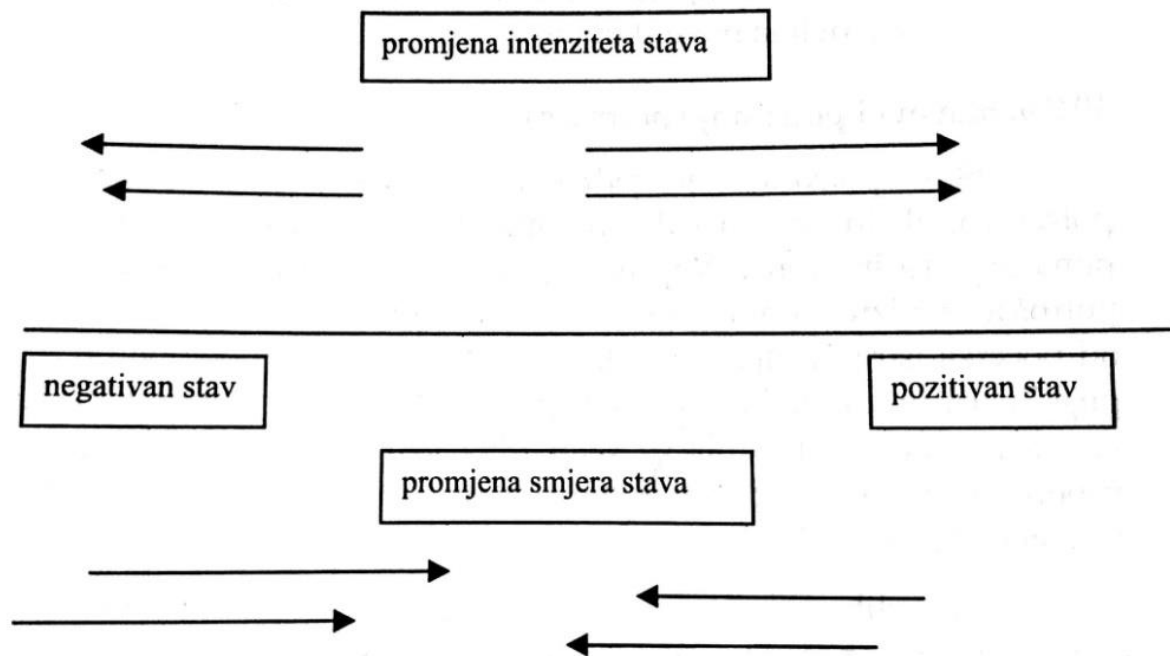 promjena intenziteta stava
negativan stav
pozitivan stav
promjena smjera stava